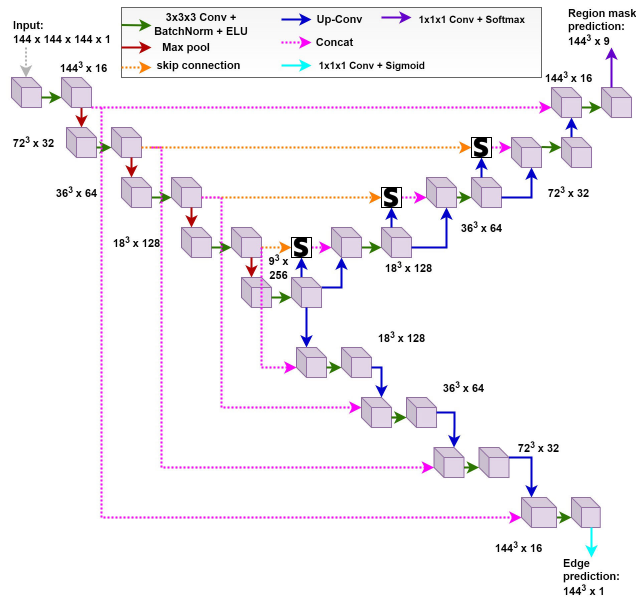 Input:
144 x 144 x 144 x 1
3x3x3 Conv +
BatchNorm + ELU
Max pool
skip connection
Up-Conv
Concat
1x1x1 Conv + Sigmoid
1x1x1 Conv + Softmax
Region mask
prediction:
144³ x 9
144³ x 16
72³ x 32
36³ x 64
18³ x 128
9³ x
256
S
S
S
144³ x 16
72³ x 32
36³ x 64
18³ x 128
18³ x 128
36³ x 64
72³ x 32
144³ x 16
Edge
prediction:
144³ x 1